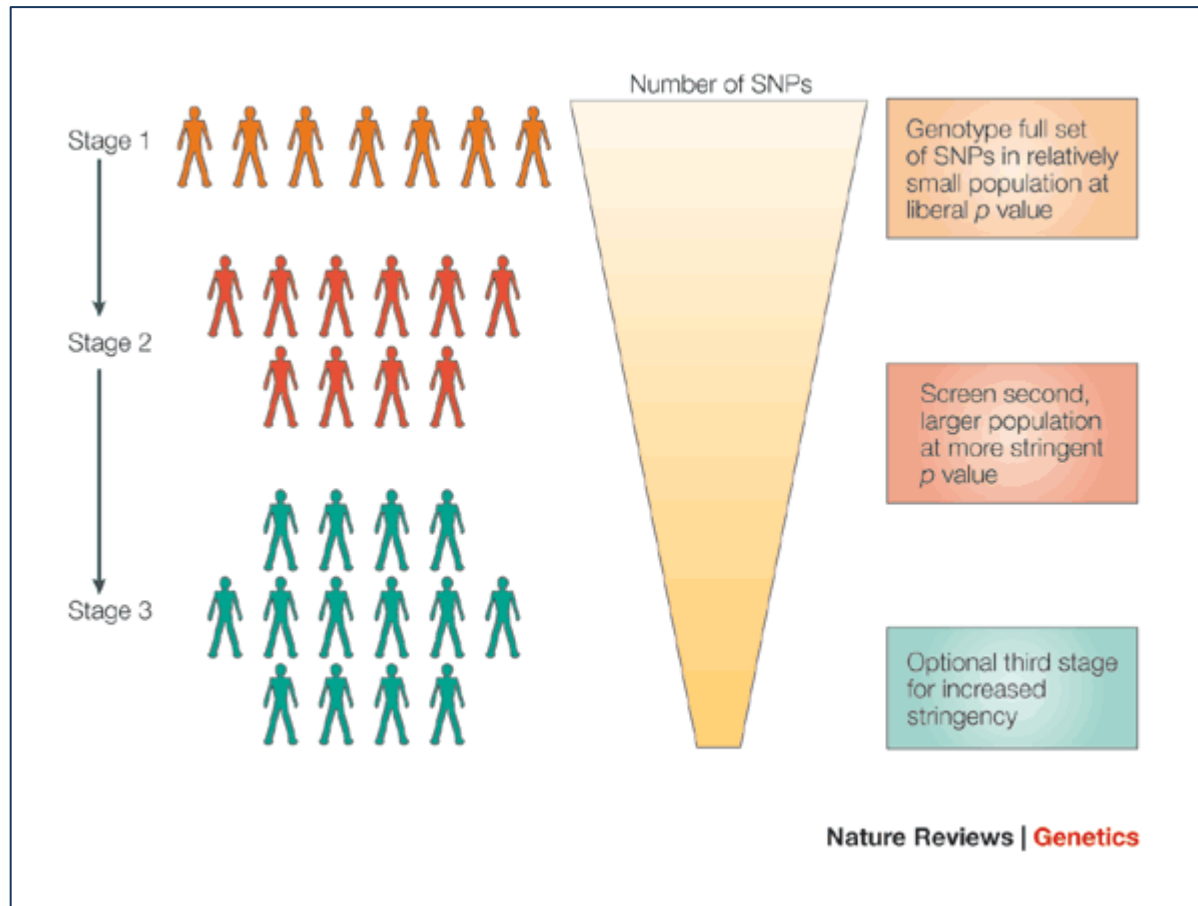 Number of SNPs
Stage 1
Genotype full set
of SNPs in relatively
small population at
liberal p value
Stage 2
Screen second,
larger population
at more stringent
p value
Stage 3
Optional third stage
for increased
stringency
Nature Reviews | Genetics